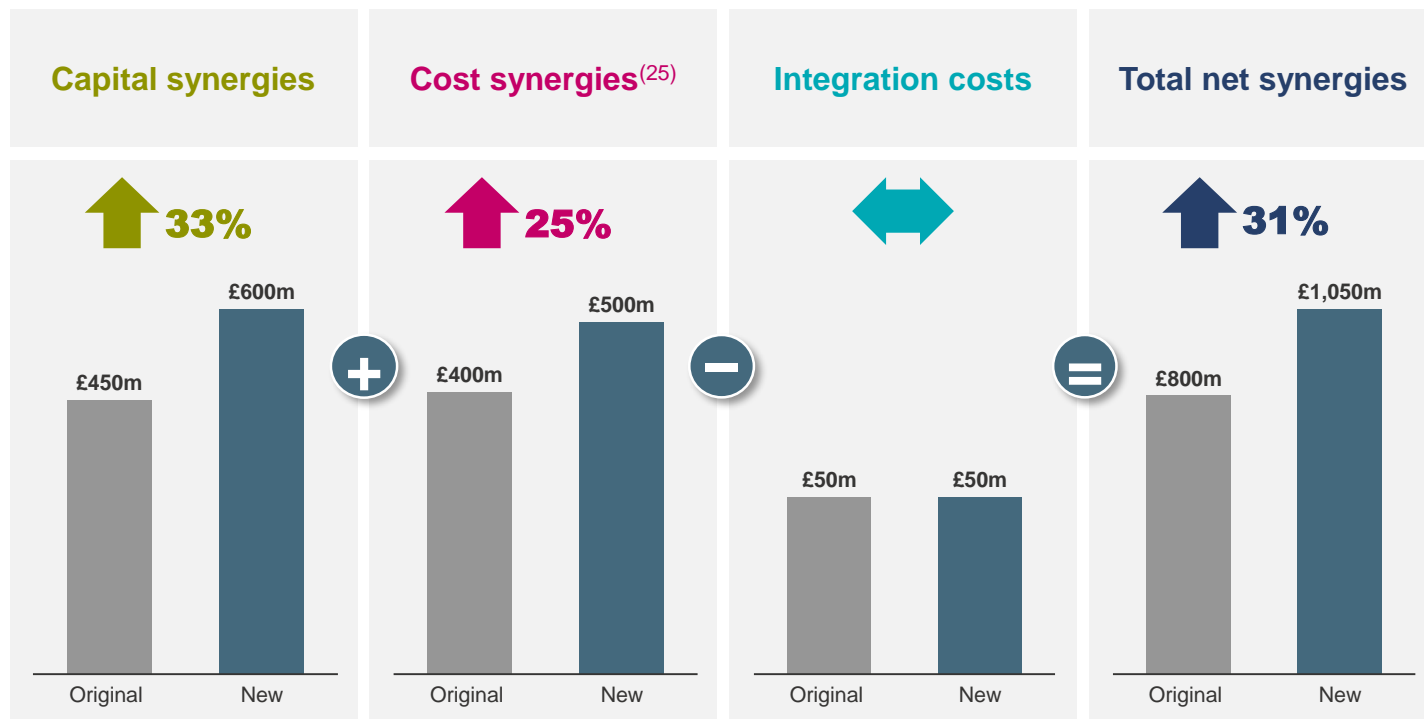 Capital synergies
Cost synergies(25)
Integration costs
Total net synergies
33%
25%
31%
£450m
£600m
Original
New
+
£400m
£500m
Original
New
−
£50m
£50m
Original
New
=
£800m
£1,050m
Original
New